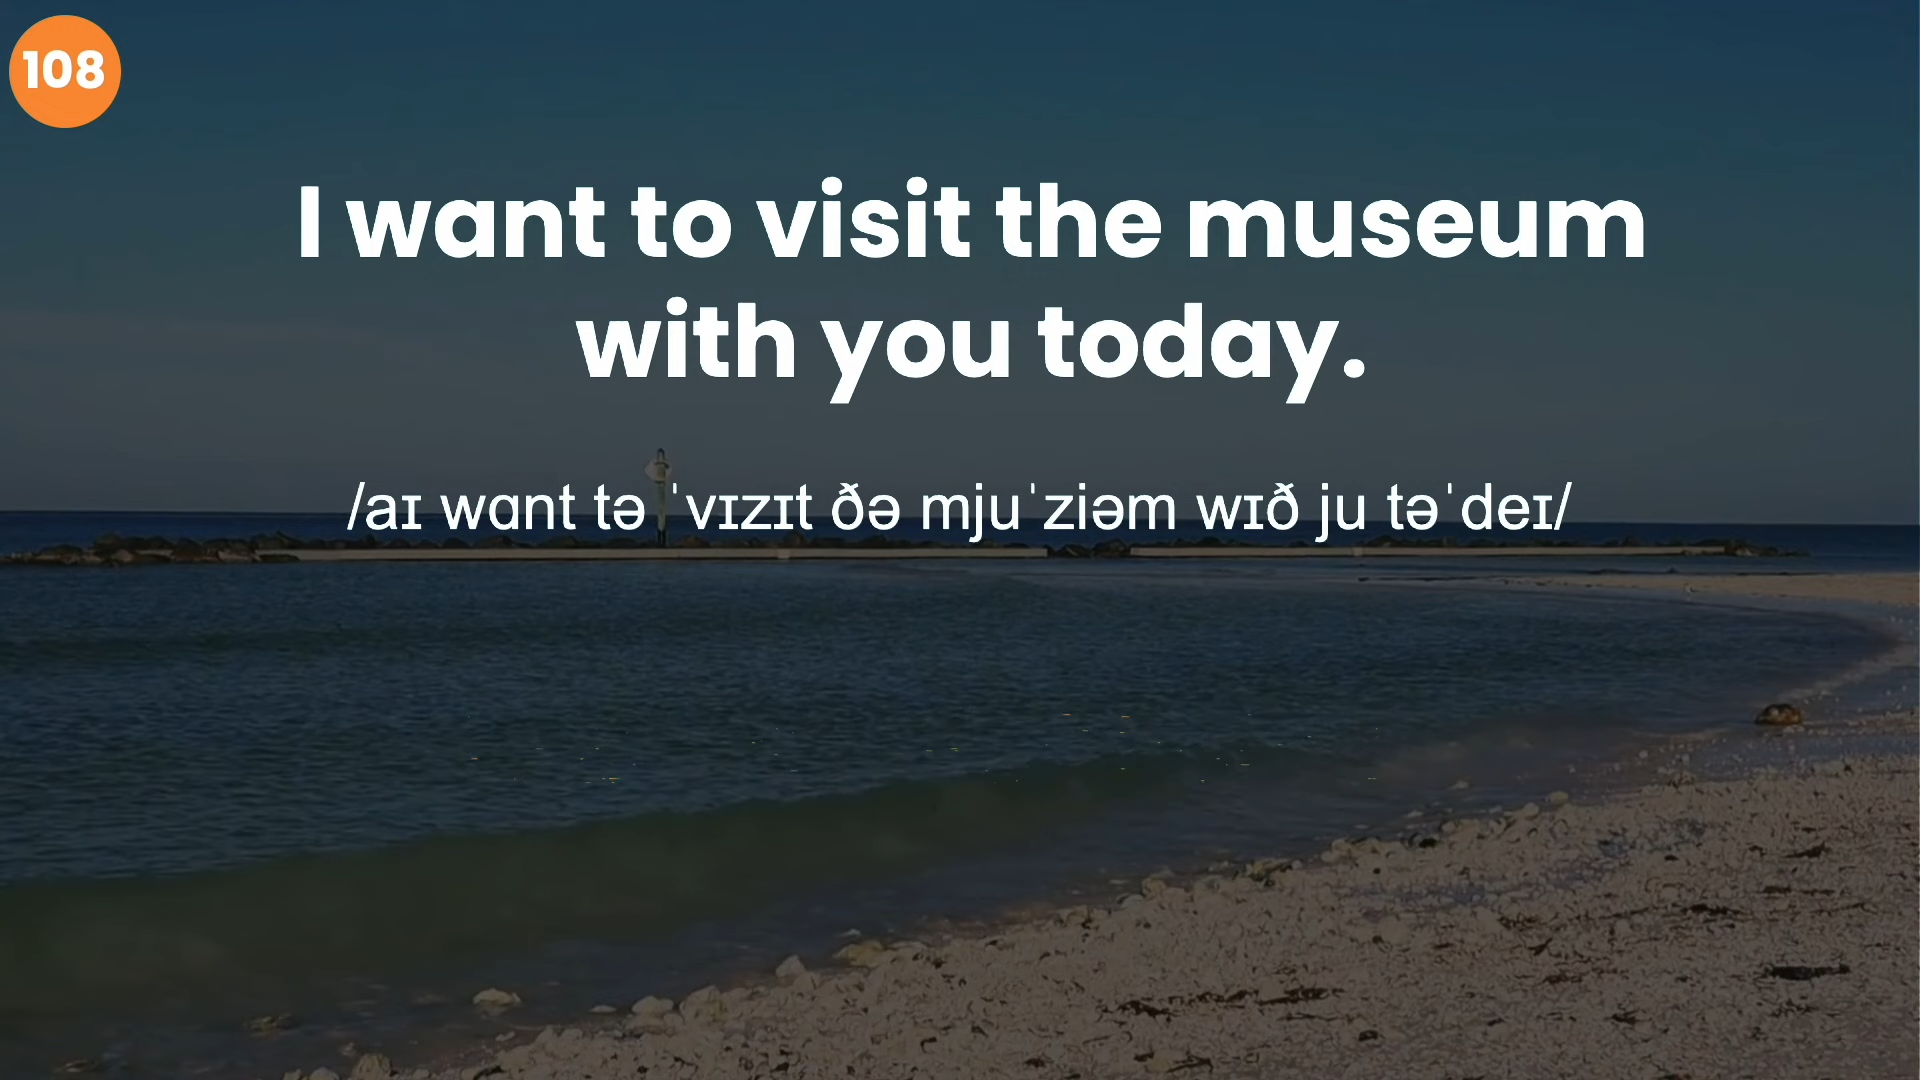 108
I want to visit the museum
with you today.
/aɪ wɑnt tə ˈvɪzɪt ðə mjuˈziəm wɪð ju təˈdeɪ/